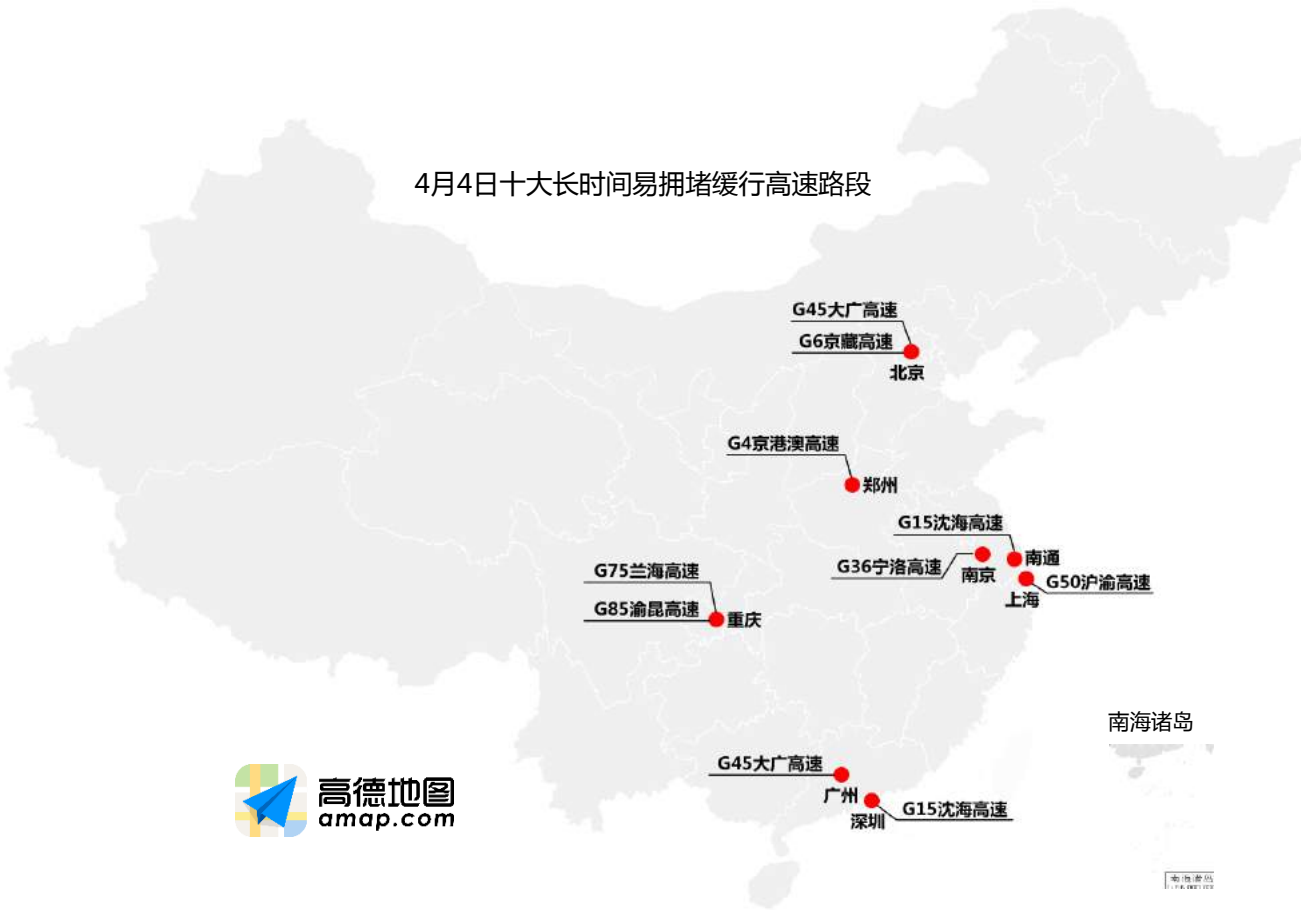 4月4日十大长时间易拥堵缓行高速路段
G45大广高速
G6京藏高速
北京
G4京港澳高速
郑州
G15沈海高速
G36宁洛高速
南京
南通
上海
G50沪渝高速
G75兰海高速
G85渝昆高速
重庆
南海诸岛
G45大广高速
广州
深圳
G15沈海高速
高德地图
amap.com
南海诸岛